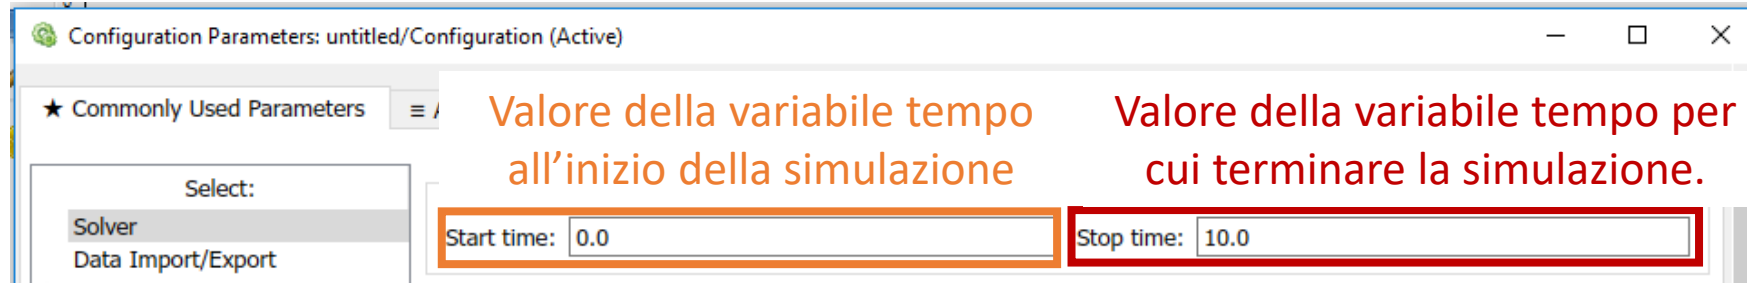 Configuration Parameters: untitled/Configuration (Active)
★ Commonly Used Parameters
Valore della variabile tempo
all’inizio della simulazione
Valore della variabile tempo per
cui terminare la simulazione.
Select:
Solver
Data Import/Export
Start time: 0.0
Stop time: 10.0